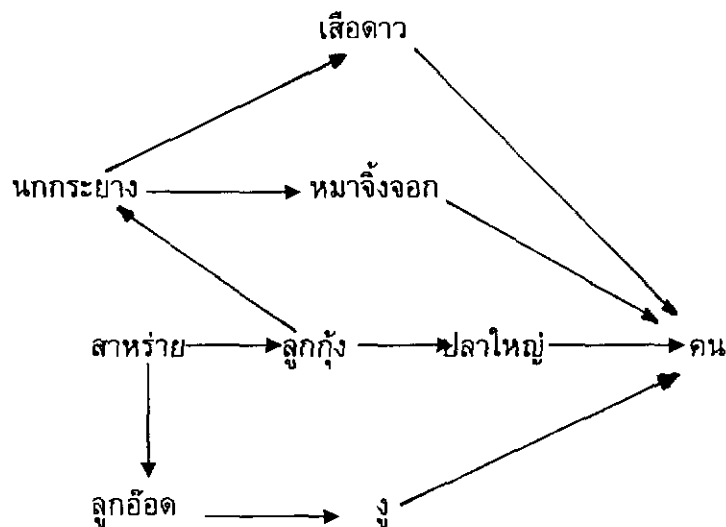 เสือดาว
นกกระยาง หมาจิ้งจอก
สาหร่าย ลูกกุ้ง ปลาใหญ่ คน
ลูกอ๊อด งู